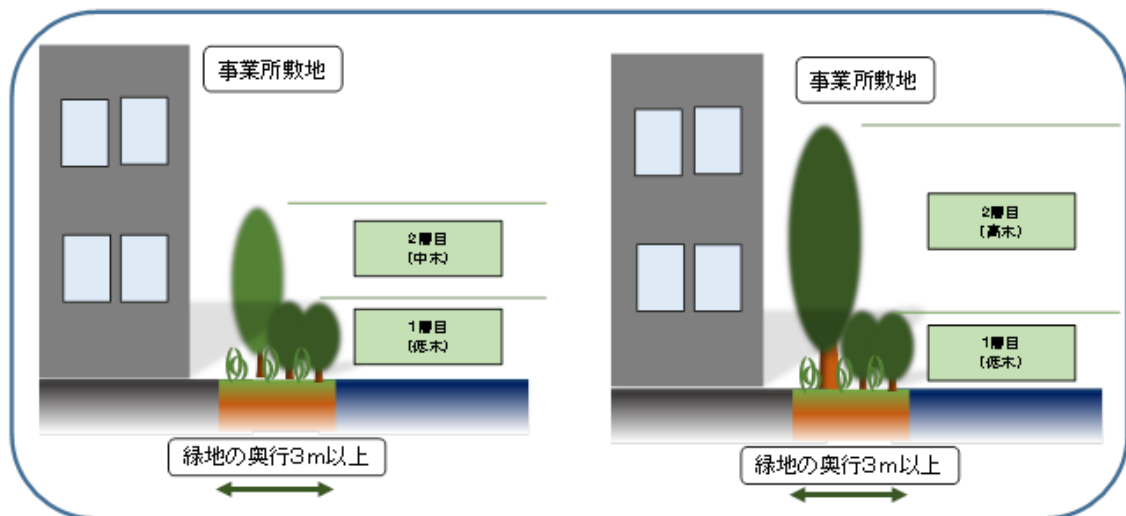 事業所敷地
2層目
(中木)
1層目
(低木)
緑地の奥行3m以上
事業所敷地
2層目
(高木)
1層目
(低木)
緑地の奥行3m以上